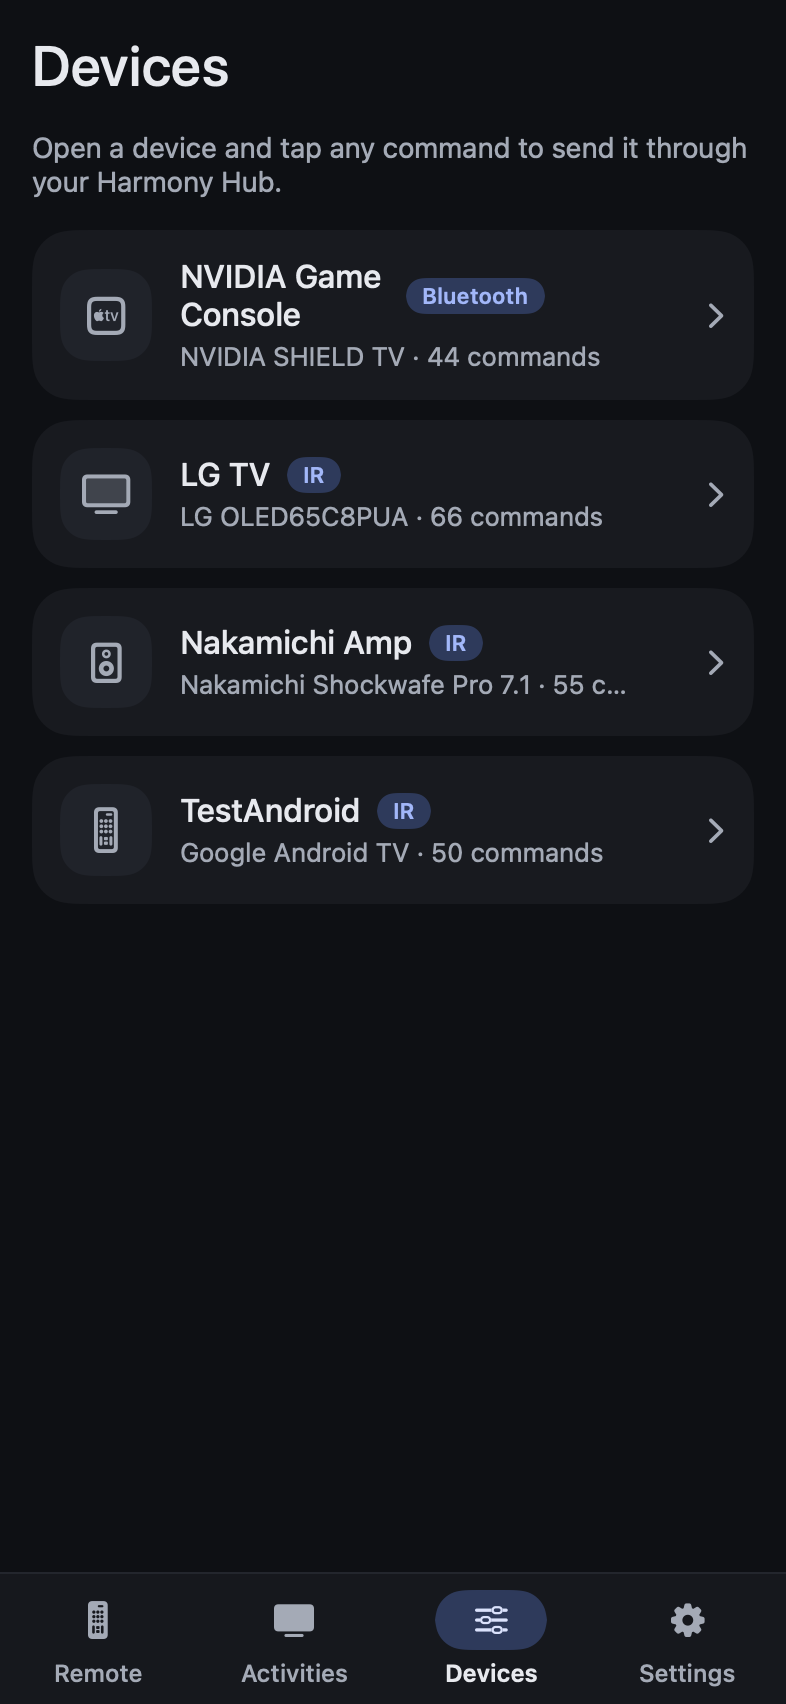 Devices
Open a device and tap any command to send it through
your Harmony Hub.
NVIDIA Game
Console
Bluetooth
tv
NVIDIA SHIELD TV · 44 commands
LG TV IR
LG OLED65C8PUA · 66 commands
Nakamichi Amp IR
Nakamichi Shockwafe Pro 7.1 · 55 c...
TestAndroid IR
Google Android TV · 50 commands
Remote Activities Devices Settings